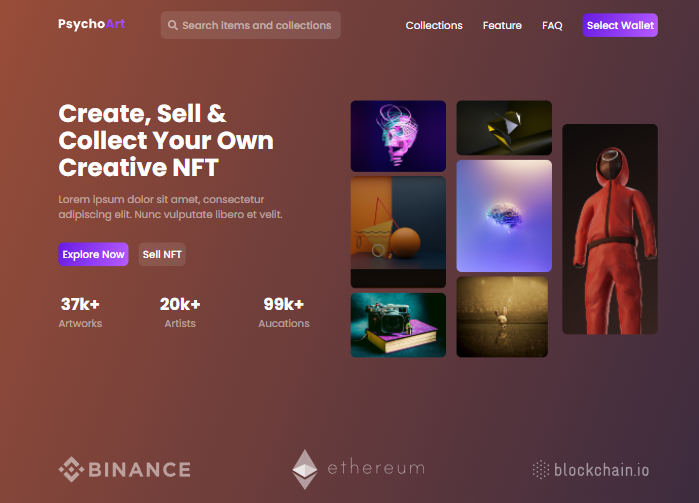 PsychoArt
Search items and collections
Collections
Feature
FAQ
Select Wallet
Create, Sell &
Collect Your Own
Creative NFT
Lorem ipsum dolor sit amet, consectetur
adipiscing elit. Nunc vulputate libero et velit.
Explore Now
Sell NFT
37k+
Artworks
20k+
Artists
99k+
Aucations
BINANCE
ethereum
blockchain.io